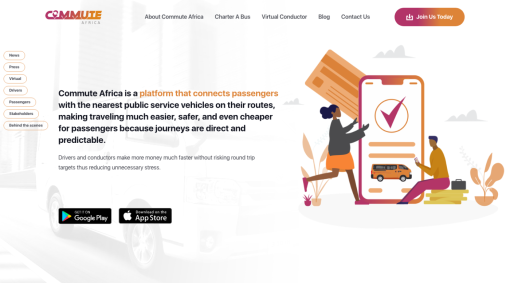 COMMUTE
AFRICA
About Commute Africa
Charter A Bus
Virtual Conductor
Blog
Contact Us
Join Us Today
News
Press
Virtual
Drivers
Passengers
Stakeholders
Behind the scenes
Commute Africa is a platform that connects passengers
with the nearest public service vehicles on their routes,
making traveling much easier, safer, and even cheaper
for passengers because journeys are direct and
predictable.
Drivers and conductors make more money much faster without risking round trip
targets thus reducing unnecessary stress.
GET IT ON
Google Play
Download on the
App Store